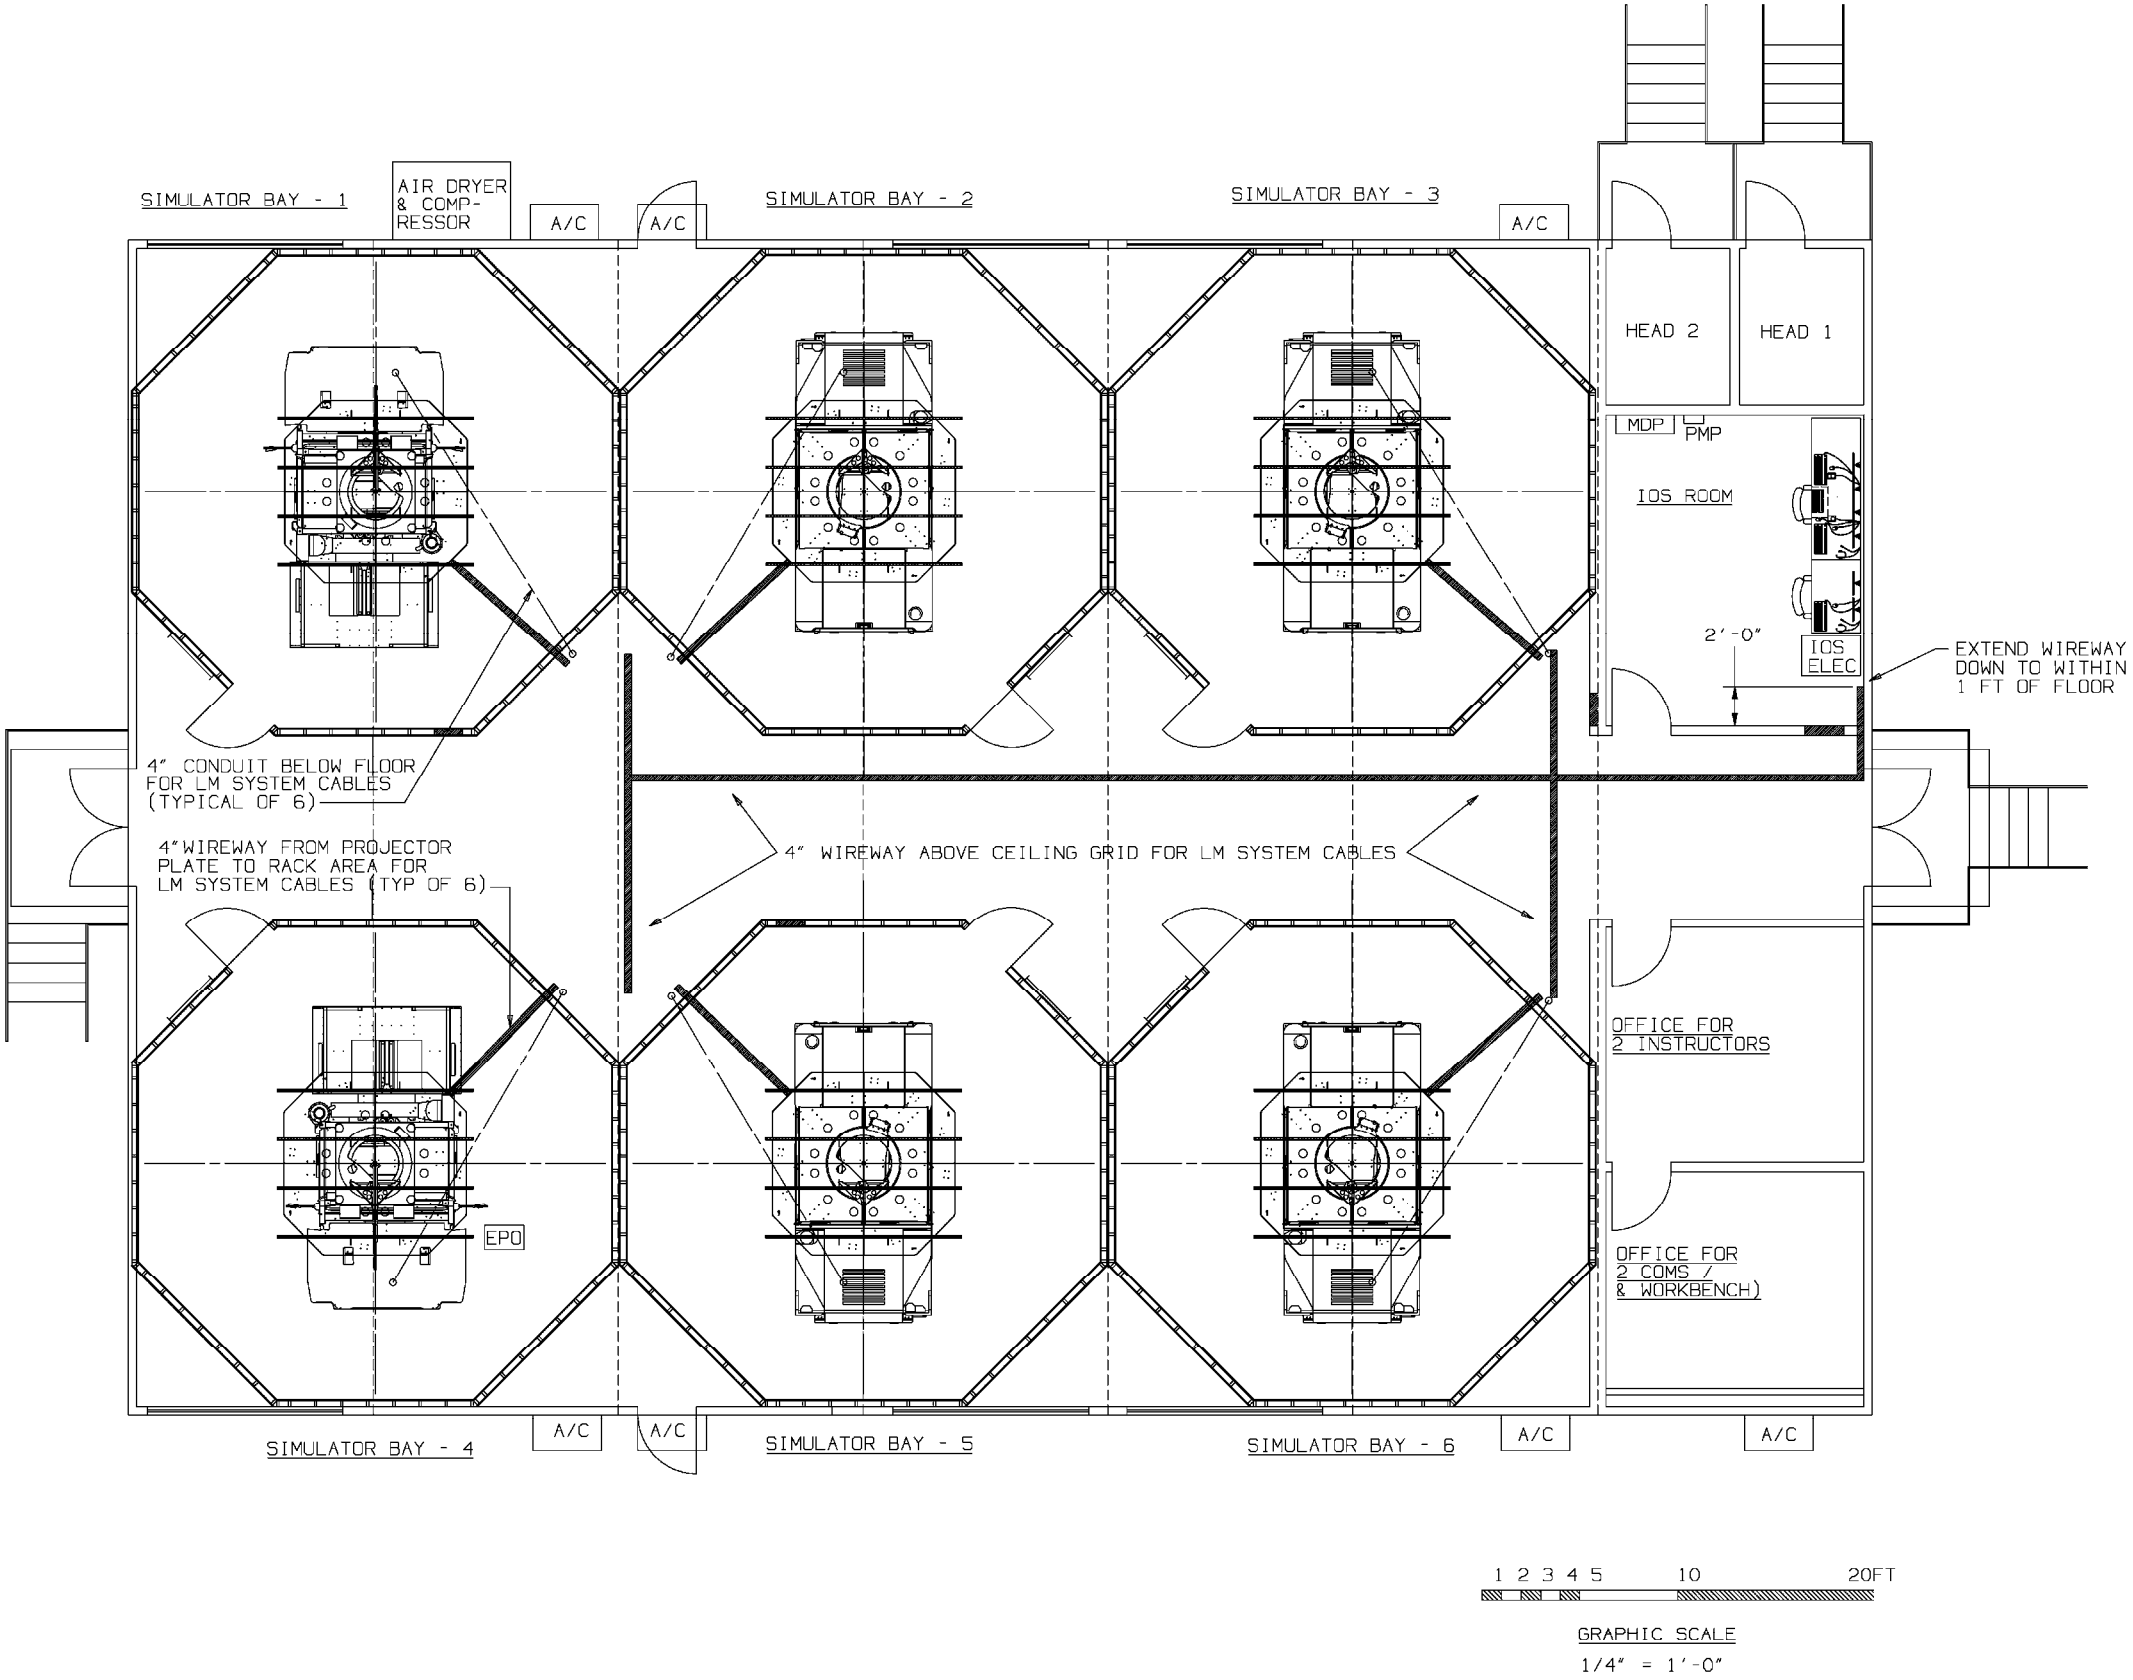 SIMULATOR BAY - 1
AIR DRYER
& COMP-
RESSOR
A/C
A/C
SIMULATOR BAY - 2
SIMULATOR BAY - 3
A/C
HEAD 2
HEAD 1
MDP
PMP
IOS ROOM
2'-0"
IOS
ELEC
EXTEND WIREWAY
DOWN TO WITHIN
1 FT OF FLOOR
4" CONDUIT BELOW FLOOR
FOR LM SYSTEM CABLES
(TYPICAL OF 6)
4"WIREWAY FROM PROJECTOR
PLATE TO RACK AREA FOR
LM SYSTEM CABLES (TYP OF 6)
4" WIREWAY ABOVE CEILING GRID FOR LM SYSTEM CABLES
OFFICE FOR
2 INSTRUCTORS
EPO
OFFICE FOR
2 COMS /
& WORKBENCH)
SIMULATOR BAY - 4
A/C
A/C
SIMULATOR BAY - 5
SIMULATOR BAY - 6
A/C
A/C
1 2 3 4 5 10 20FT
GRAPHIC SCALE
1/4" = 1'-0"